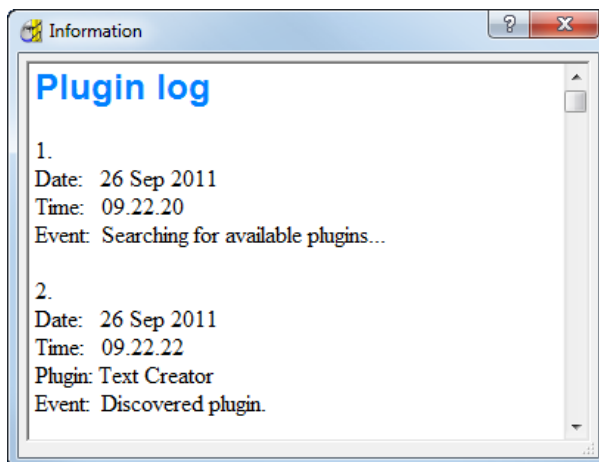 Information
Plugin log
1.
Date: 26 Sep 2011
Time: 09.22.20
Event: Searching for available plugins...
2.
Date: 26 Sep 2011
Time: 09.22.22
Plugin: Text Creator
Event: Discovered plugin.